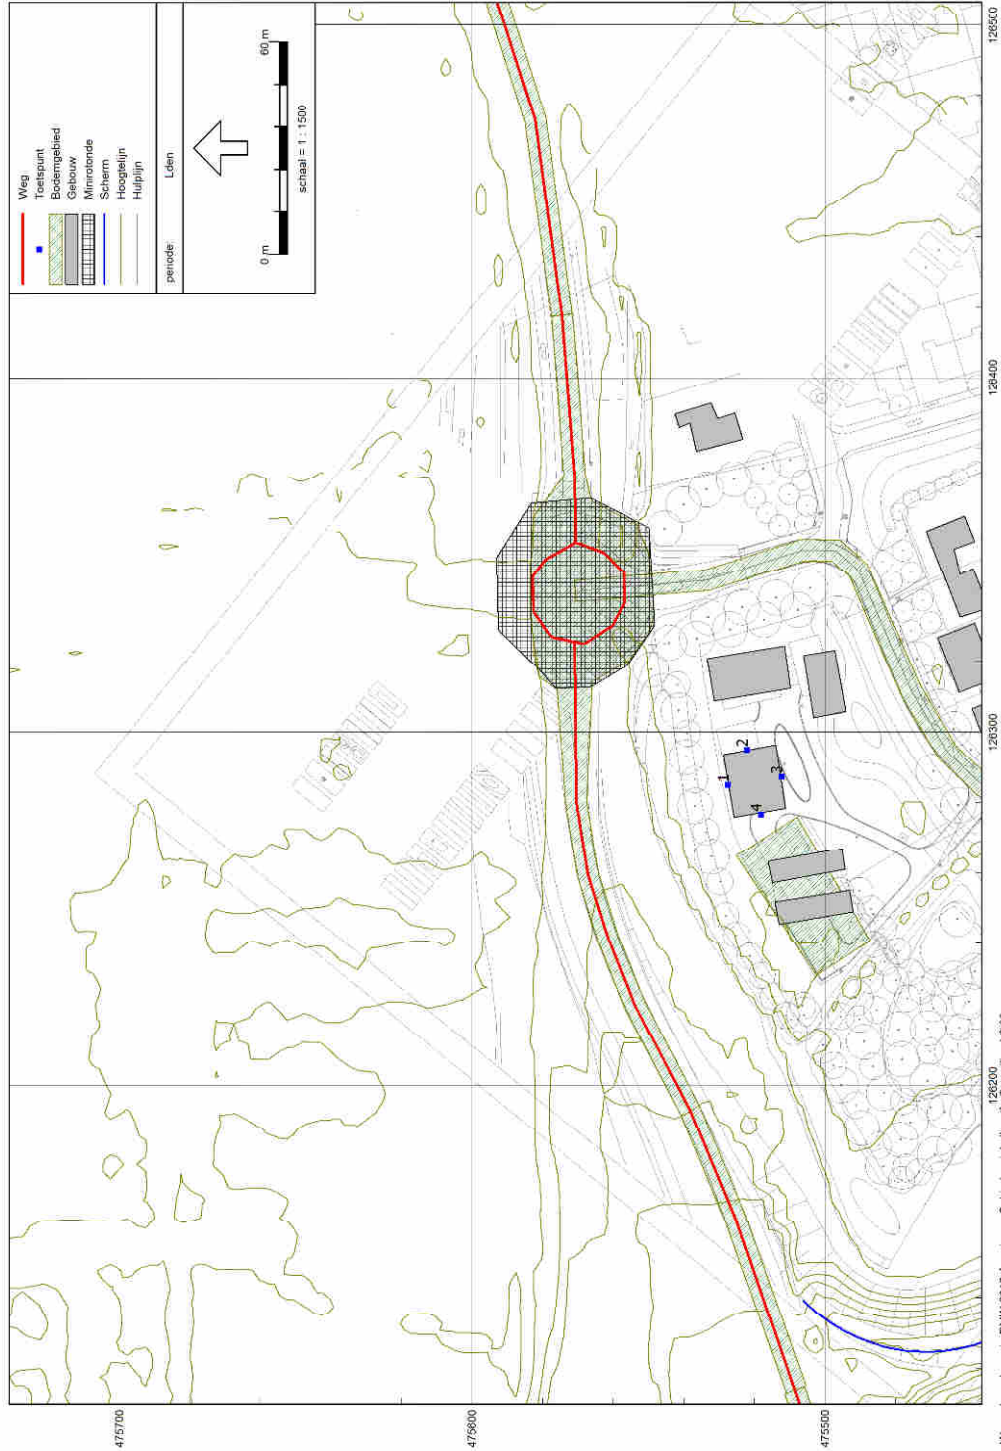 Weg
Toetspunt
Bodemgebied
Gebouw
Minirotonde
Scherm
Hoogtelijn
Hulplijn
periode: Lden
0 m 60 m
schaal = 1 : 1500
475700
475600
475500
1
2
3
4
126200
126300
126400
126500